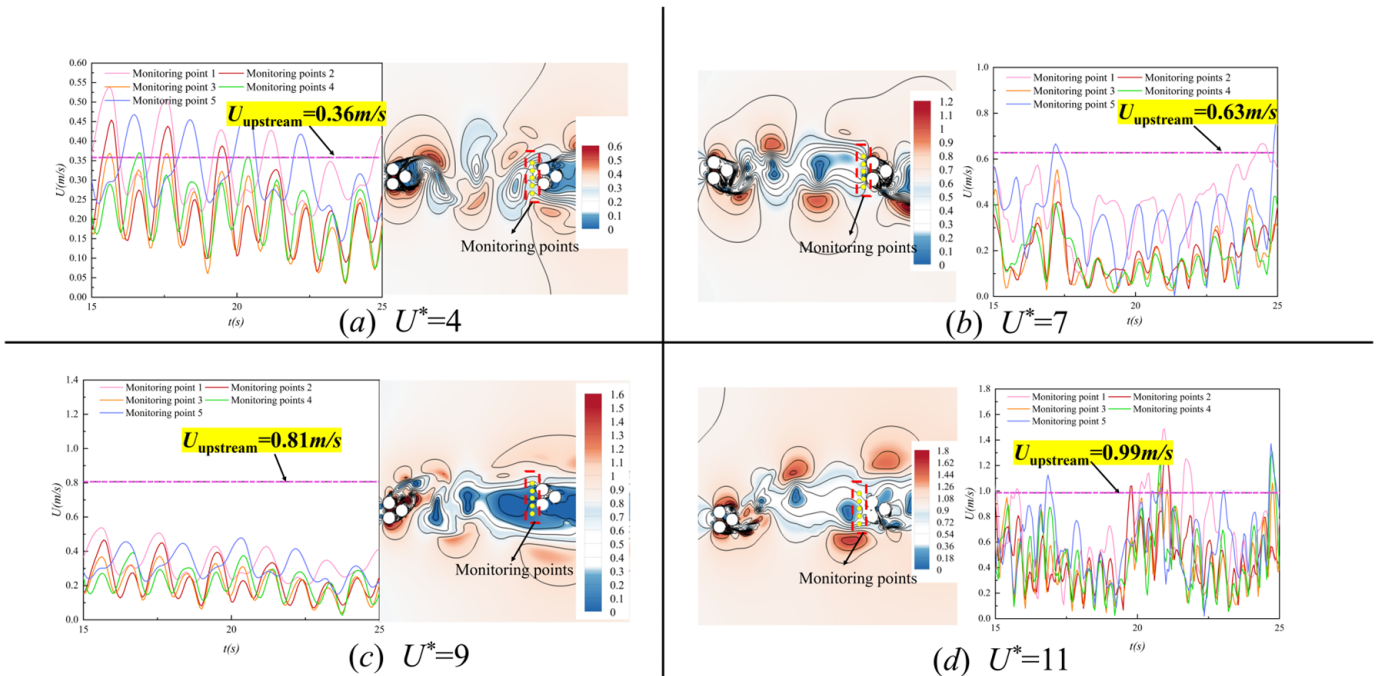 0.60
0.55
0.50
0.45
0.40
0.35
0.30
0.25
0.20
0.15
0.10
0.05
0.00
U(m/s)
Monitoring point 1 Monitoring points 2
Monitoring point 3 Monitoring points 4
Monitoring point 5
Uupstream=0.36m/s
15 20 25
t(s)
0.6
0.5
0.4
0.3
0.2
0.1
0
Monitoring points
(a) U*=4
1.2
1.1
1
0.9
0.8
0.7
0.6
0.5
0.4
0.3
0.2
0.1
0
Monitoring points
1.0
0.8
0.6
0.4
0.2
0.0
U(m/s)
Monitoring point 1 Monitoring points 2
Monitoring point 3 Monitoring points 4
Monitoring point 5
Uupstream=0.63m/s
15 20 25
t(s)
(b) U*=7
1.4
1.2
1.0
0.8
0.6
0.4
0.2
0.0
U(m/s)
Monitoring point 1 Monitoring points 2
Monitoring point 3 Monitoring points 4
Monitoring point 5
Uupstream=0.81m/s
15 20 25
t(s)
1.6
1.5
1.4
1.3
1.2
1.1
1
0.9
0.8
0.7
0.6
0.5
0.4
0.3
0.2
0.1
0
Monitoring points
(c) U*=9
1.8
1.62
1.44
1.26
1.08
0.9
0.72
0.54
0.36
0.18
0
Monitoring points
1.8
1.6
1.4
1.2
1.0
0.8
0.6
0.4
0.2
0.0
U(m/s)
Monitoring point 1 Monitoring points 2
Monitoring point 3 Monitoring points 4
Monitoring point 5
Uupstream=0.99m/s
15 20 25
t(s)
(d) U*=11